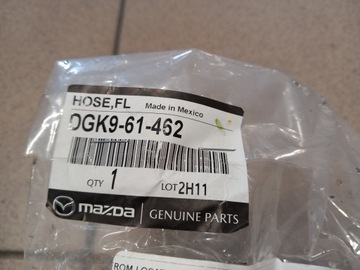 HOSE,FL Made in Mexico
DGK9-61-462
QTY 1 LOT 2H11
mazda GENUINE PARTS